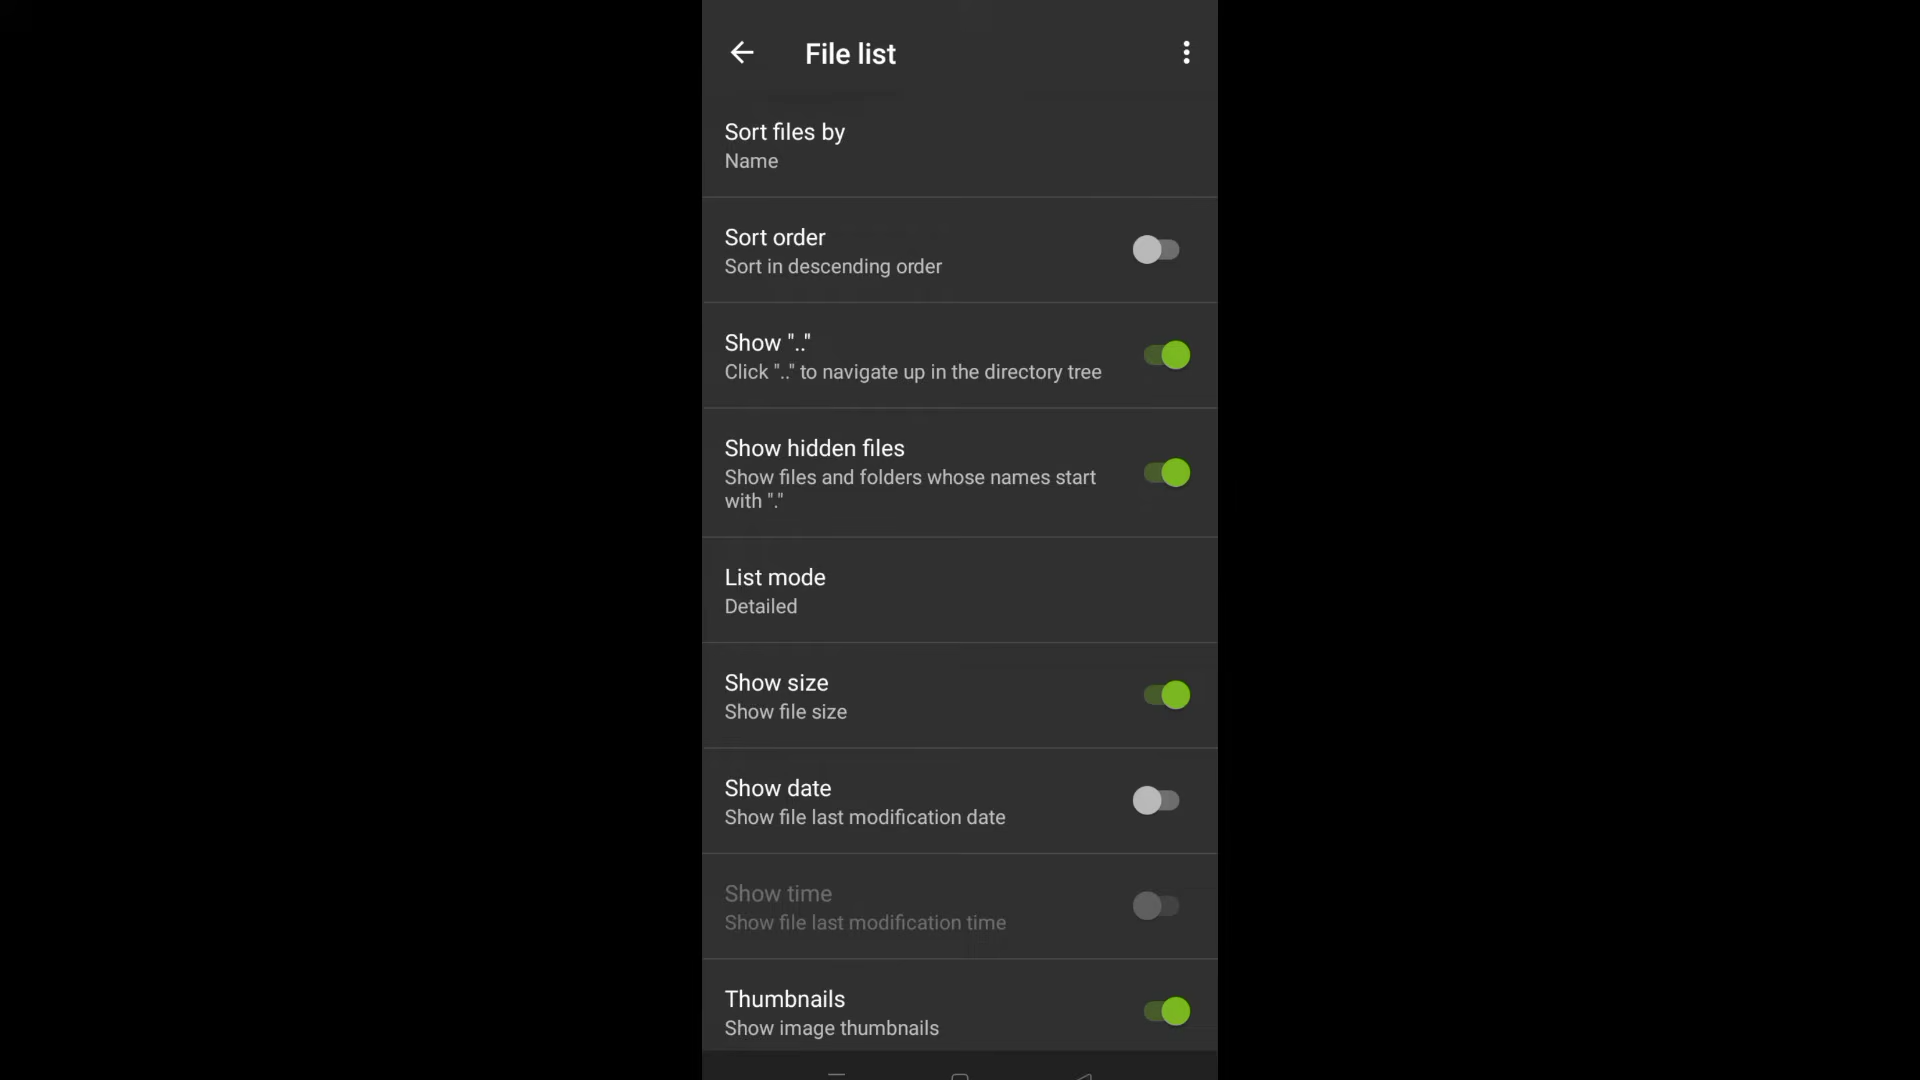 File list
Sort files by
Name
Sort order
Sort in descending order
Show ".."
Click ".." to navigate up in the directory tree
Show hidden files
Show files and folders whose names start
with "."
List mode
Detailed
Show size
Show file size
Show date
Show file last modification date
Show time
Show file last modification time
Thumbnails
Show image thumbnails